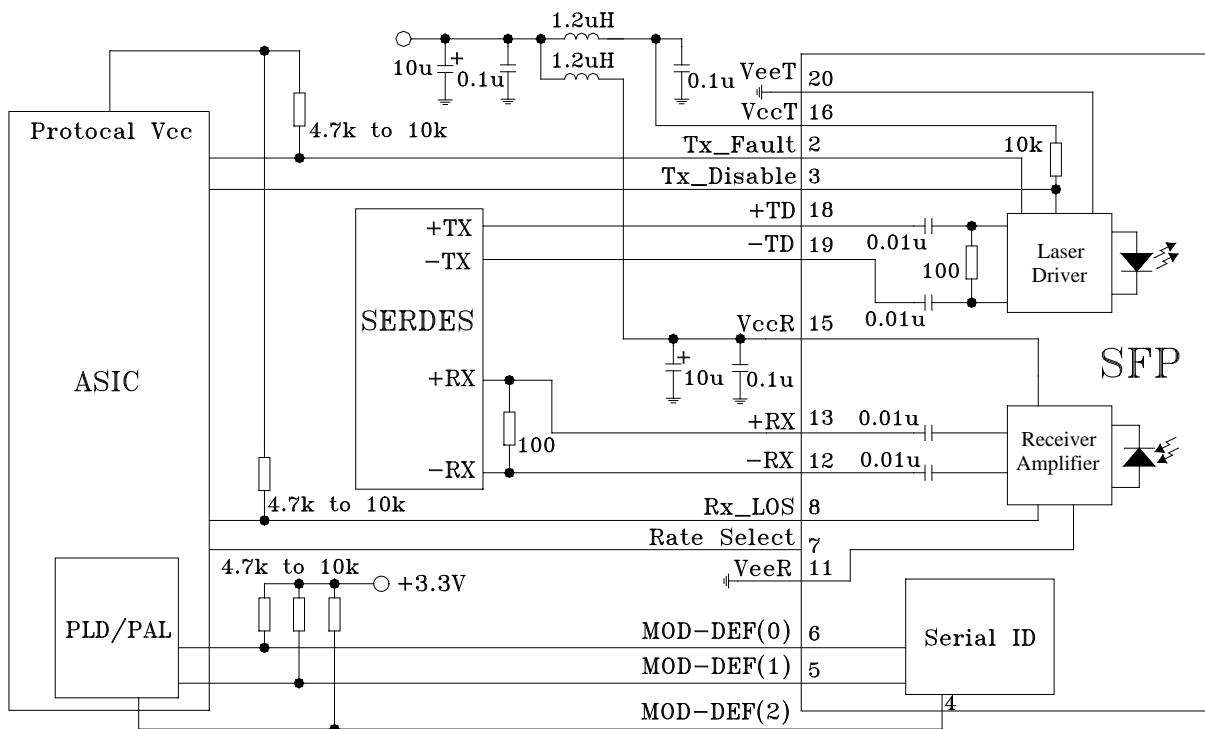 1.2uH
1.2uH
10u
+
0.1u
0.1u
VeeT 20
VccT 16
Protocal Vcc
4.7k to 10k
Tx_Fault 2
10k
Tx_Disable 3
+TD 18
+TX
-TD 19
0.01u
-TX
100
Laser
Driver
0.01u
SERDES
VccR 15
SFP
ASIC
+
10u
0.1u
+RX
+RX 13
0.01u
100
Receiver
Amplifier
-RX
-RX 12
0.01u
4.7k to 10k
Rx_LOS 8
Rate Select 7
4.7k to 10k
VeeR 11
+3.3V
PLD/PAL
MOD-DEF(0) 6
Serial ID
MOD-DEF(1) 5
MOD-DEF(2) 4